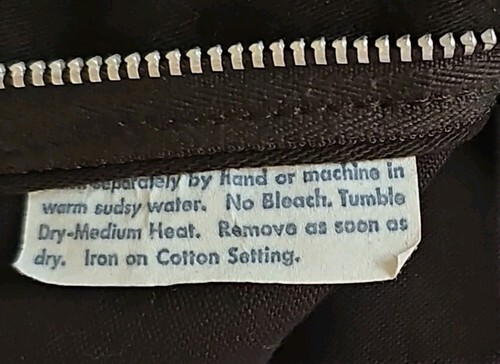 separately by hand or machine in
warm sudsy water. No Bleach. Tumble
Dry-Medium Heat. Remove as soon as
dry. Iron on Cotton Setting.